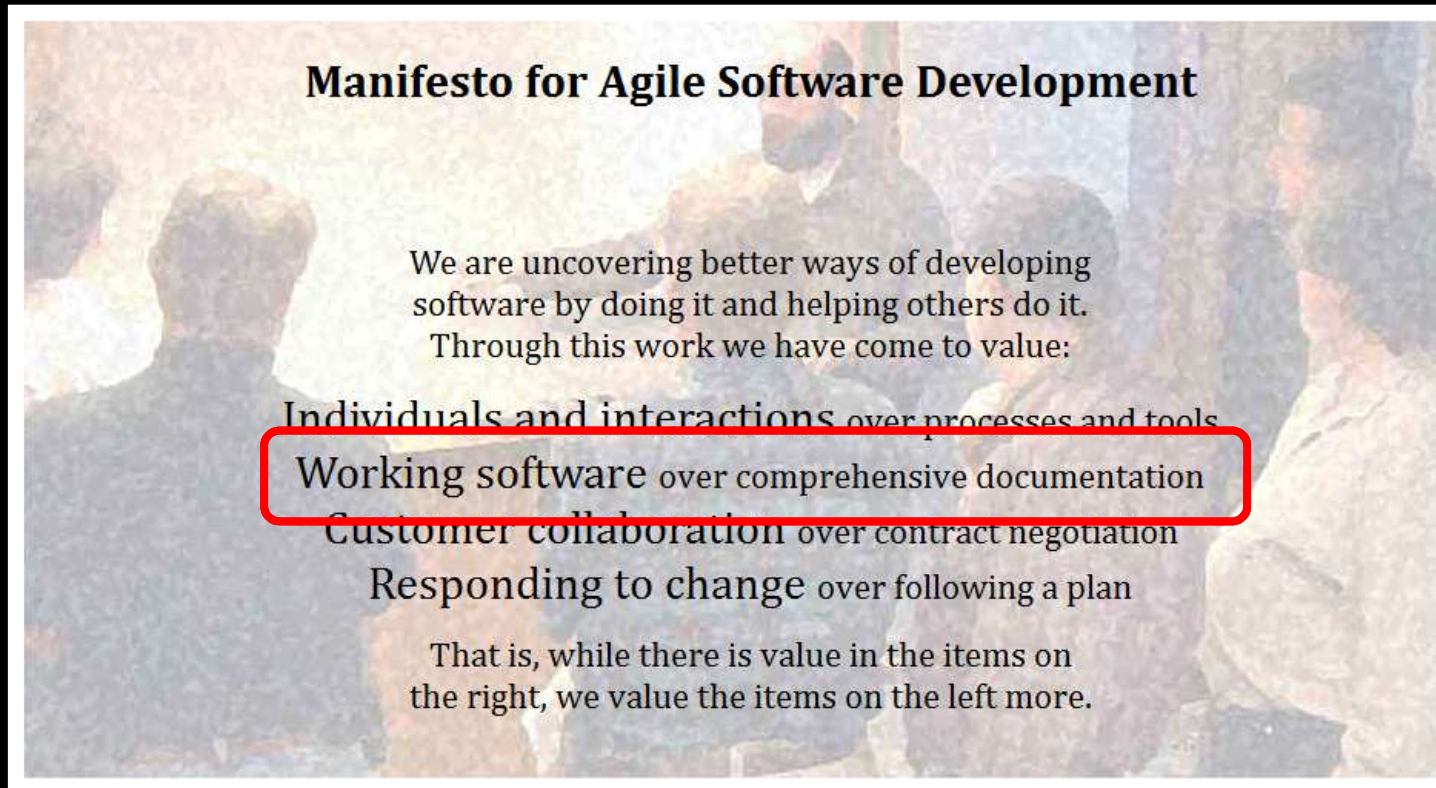 Manifesto for Agile Software Development
We are uncovering better ways of developing
software by doing it and helping others do it.
Through this work we have come to value:
Individuals and interactions over processes and tools
Working software over comprehensive documentation
Customer collaboration over contract negotiation
Responding to change over following a plan
That is, while there is value in the items on
the right, we value the items on the left more.